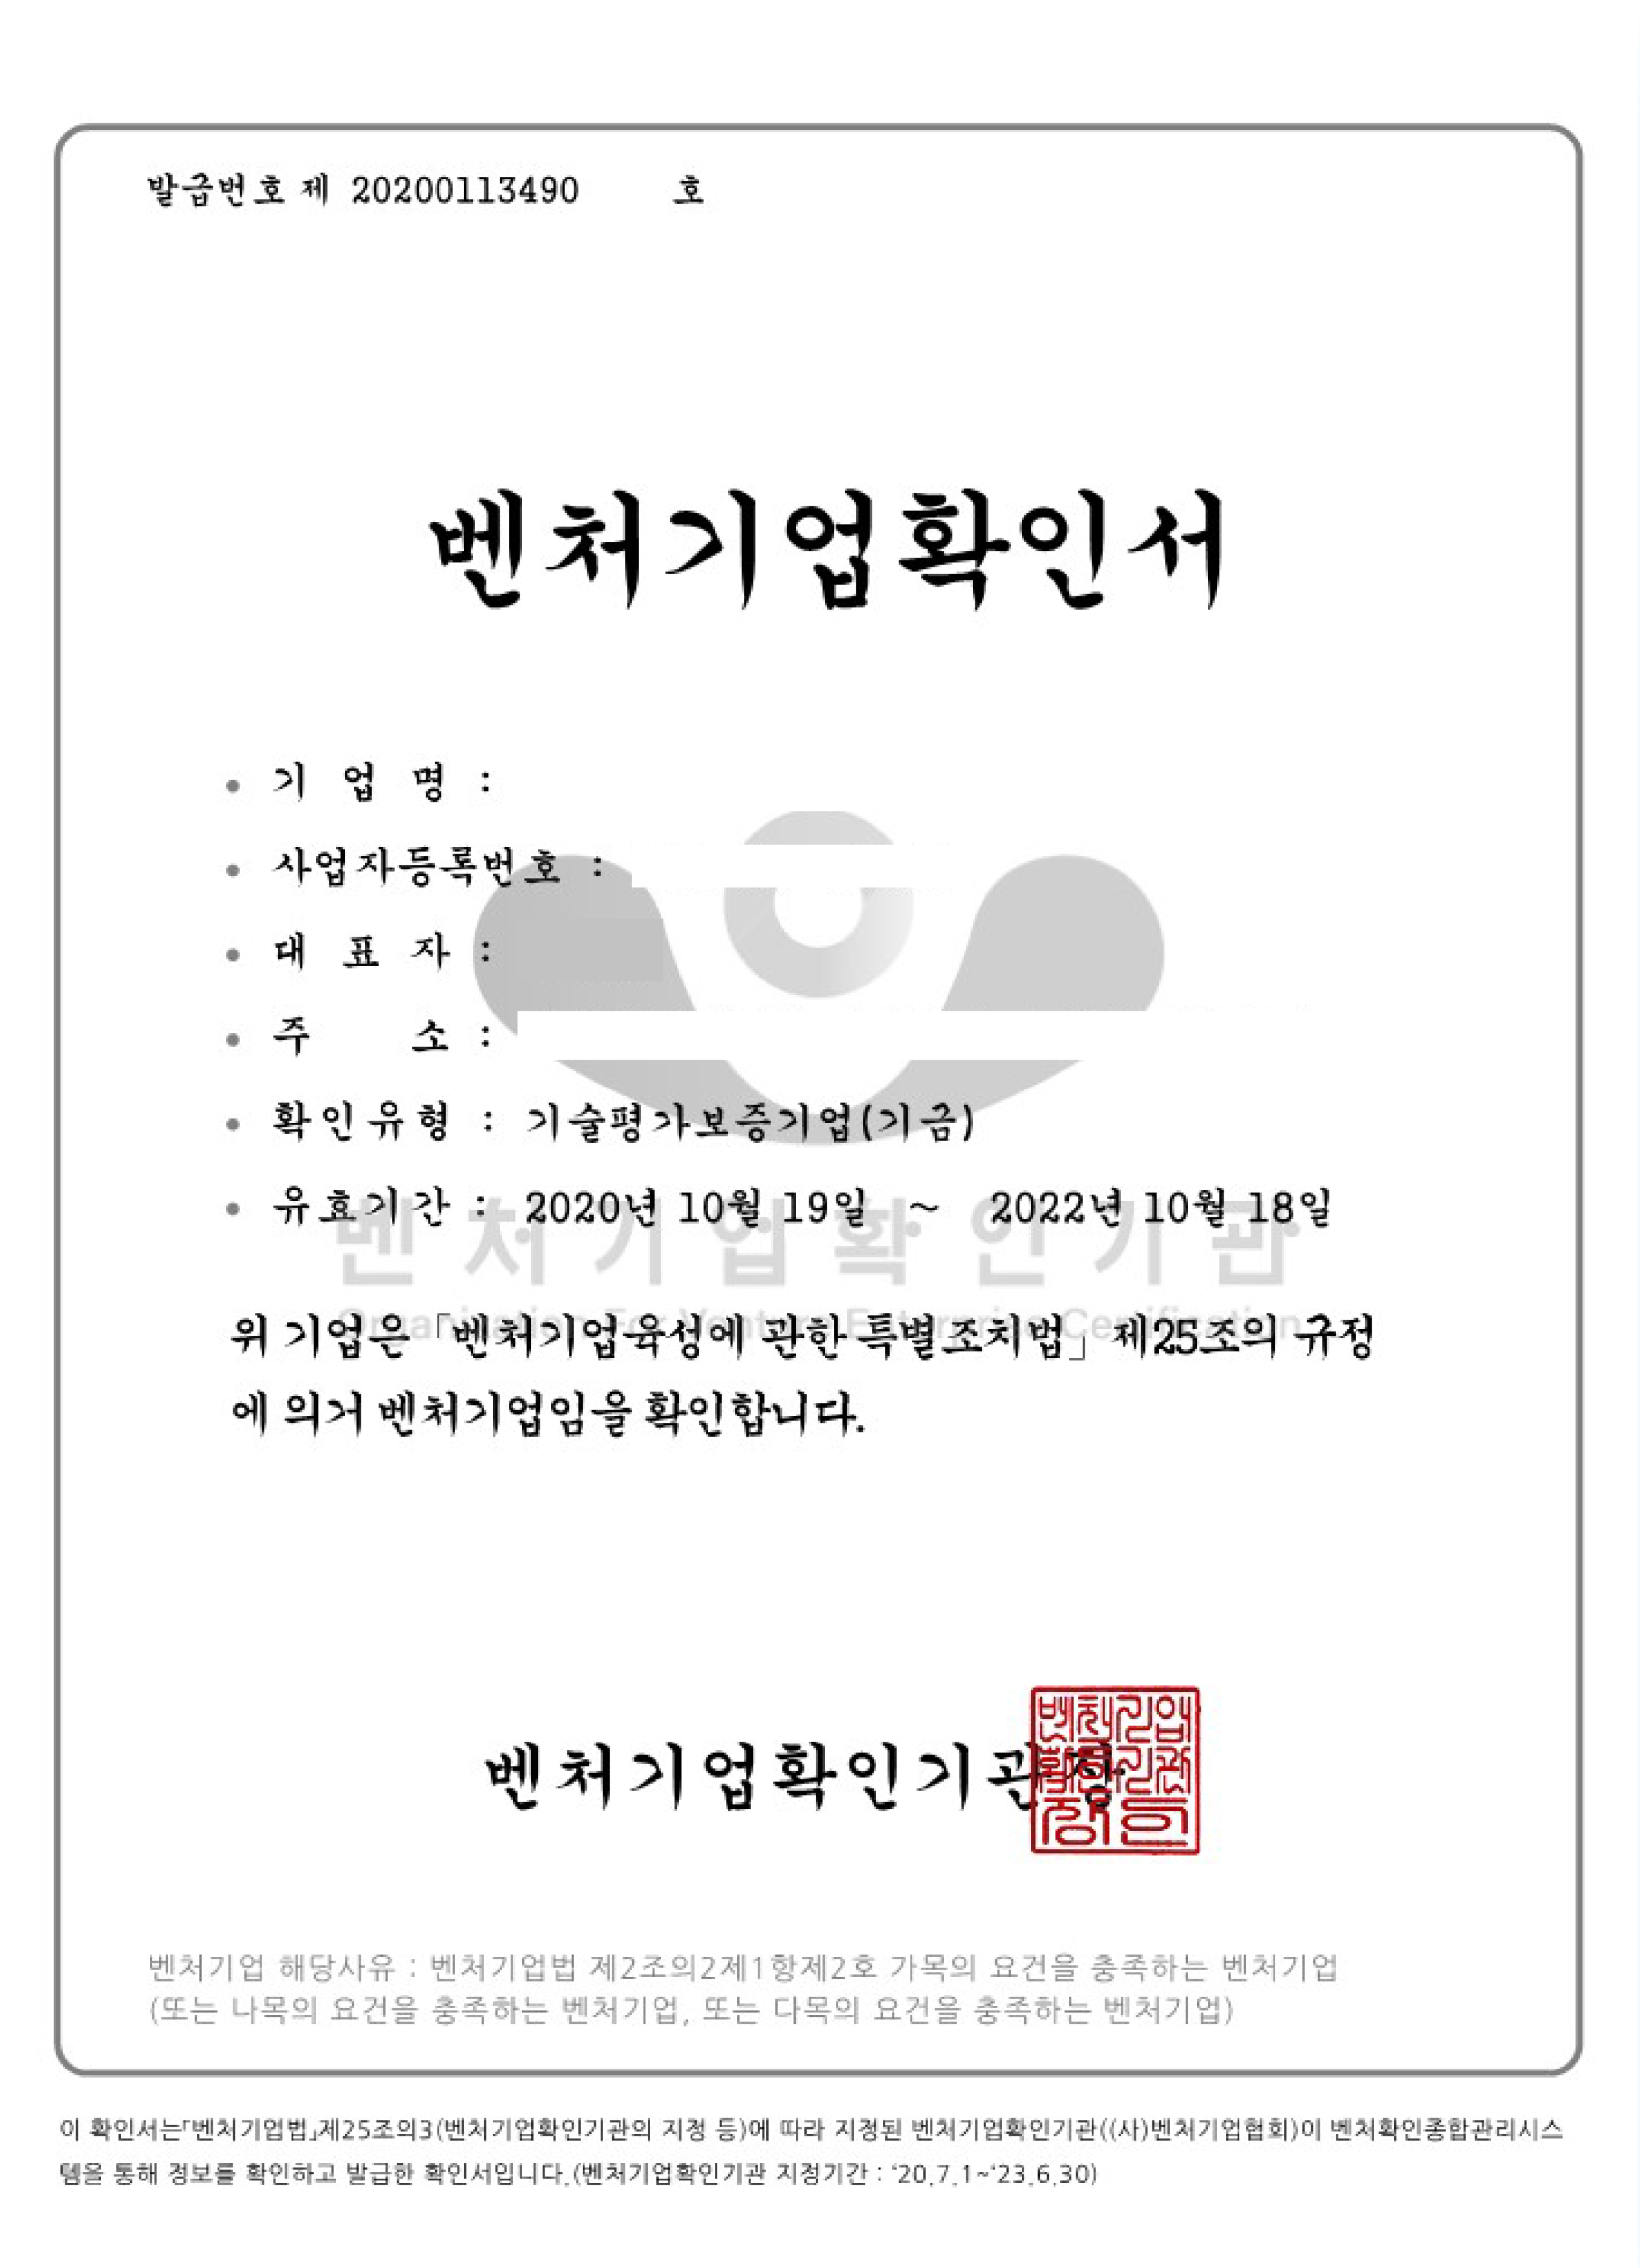 발급번호 제 20200113490 호
벤처기업확인서
• 기 업 명 :
• 사업자등록번호 :
• 대 표 자 :
• 주 소 :
• 확인유형 : 기술평가보증기업(기금)
• 유효기간 : 2020년 10월 19일 ~ 2022년 10월 18일
벤처기업확인기관
Organization For Venture Enterprise Certification
위 기업은 「벤처기업육성에 관한 특별조치법」 제25조의 규정
에 의거 벤처기업임을 확인합니다.
벤처기업확인기관장
벤처기업
확인기관
장의
벤처기업 해당사유 : 벤처기업법 제2조의2제1항제2호 가목의 요건을 충족하는 벤처기업
(또는 나목의 요건을 충족하는 벤처기업, 또는 다목의 요건을 충족하는 벤처기업)
이 확인서는「벤처기업법」제25조의3(벤처기업확인기관의 지정 등)에 따라 지정된 벤처기업확인기관((사)벤처기업협회)이 벤처확인종합관리시스
템을 통해 정보를 확인하고 발급한 확인서입니다.(벤처기업확인기관 지정기간 : ‘20.7.1~‘23.6.30)